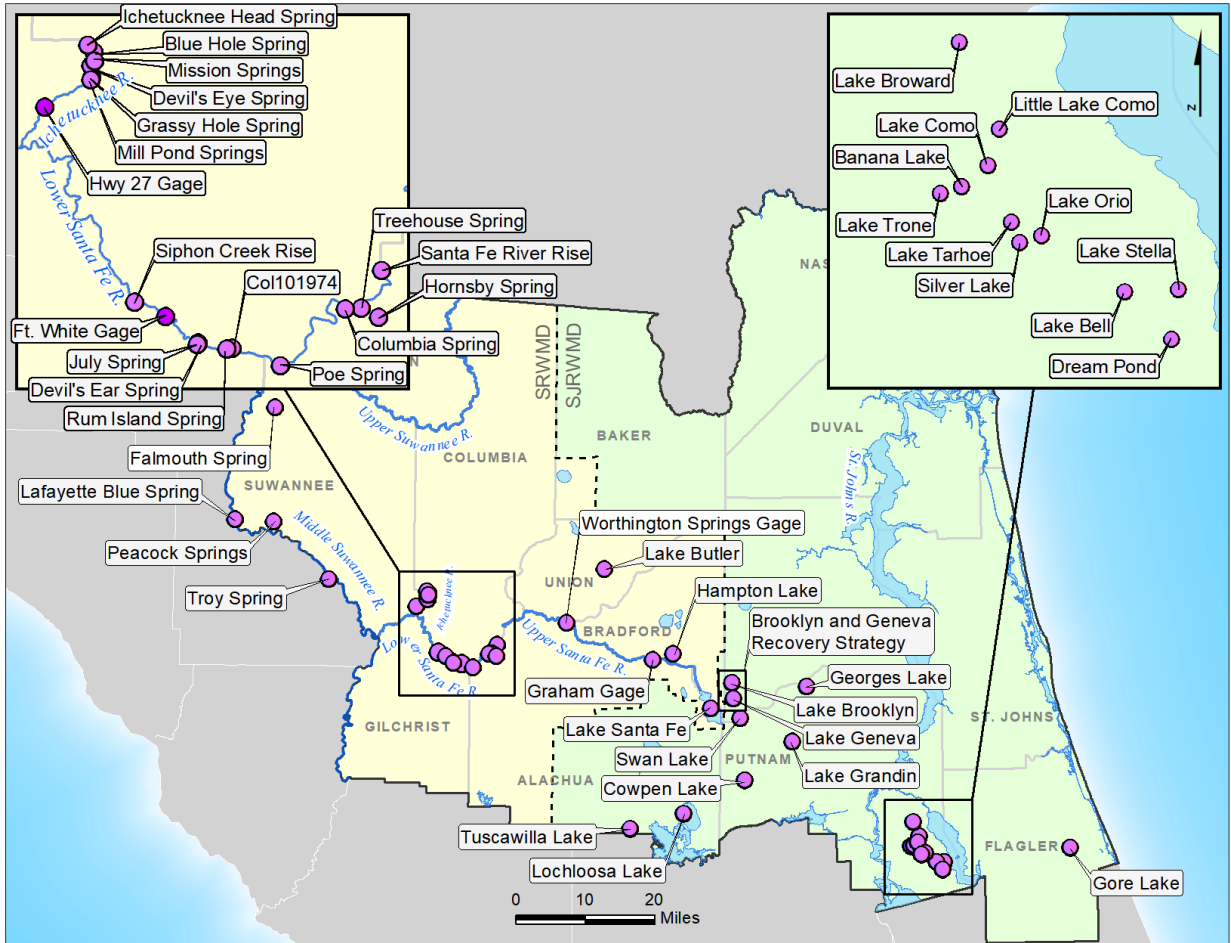 Ichetucknee Head Spring
Blue Hole Spring
Mission Springs
Devil's Eye Spring
Grassy Hole Spring
Mill Pond Springs
Hwy 27 Gage
Ichetucknee R.
Lower Santa Fe R.
Siphon Creek Rise
Ft. White Gage
July Spring
Devil's Ear Spring
Rum Island Spring
Col101974
Poe Spring
Treehouse Spring
Santa Fe River Rise
Hornsby Spring
Columbia Spring
Lake Broward
Little Lake Como
Lake Como
Banana Lake
Lake Trone
Lake Orio
Lake Tarhoe
Silver Lake
Lake Stella
Lake Bell
Dream Pond
N
NAS
N
SRWMD
SJRWMD
Upper Suwannee R.
BAKER
DUVAL
COLUMBIA
St. Johns R.
Falmouth Spring
SUWANNEE
Lafayette Blue Spring
Peacock Springs
Middle Suwannee R.
Troy Spring
Worthington Springs Gage
Lake Butler
UNION
Hampton Lake
BRADFORD
Ichetucknee R.
Lower Santa Fe R.
Upper Santa Fe R.
Brooklyn and Geneva
Recovery Strategy
Graham Gage
Georges Lake
Lake Brooklyn
Lake Santa Fe
Lake Geneva
ST. JOHNS
GILCHRIST
Swan Lake
PUTNAM
Lake Grandin
ALACHUA
Cowpen Lake
Tuscawilla Lake
Lochloosa Lake
FLAGLER
Gore Lake
0 10 20
Miles